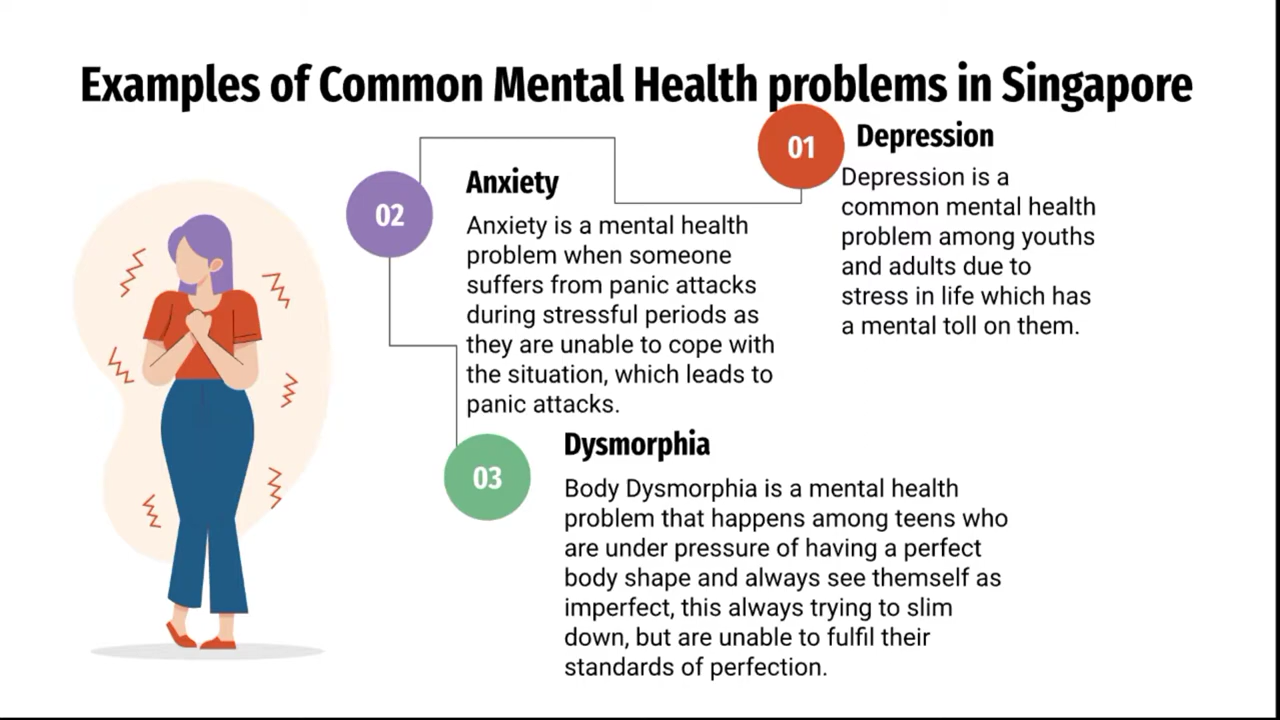 Examples of Common Mental Health problems in Singapore
01
Depression
Depression is a
common mental health
problem among youths
and adults due to
stress in life which has
a mental toll on them.
02
Anxiety
Anxiety is a mental health
problem when someone
suffers from panic attacks
during stressful periods as
they are unable to cope with
the situation, which leads to
panic attacks.
03
Dysmorphia
Body Dysmorphia is a mental health
problem that happens among teens who
are under pressure of having a perfect
body shape and always see themself as
imperfect, this always trying to slim
down, but are unable to fulfil their
standards of perfection.